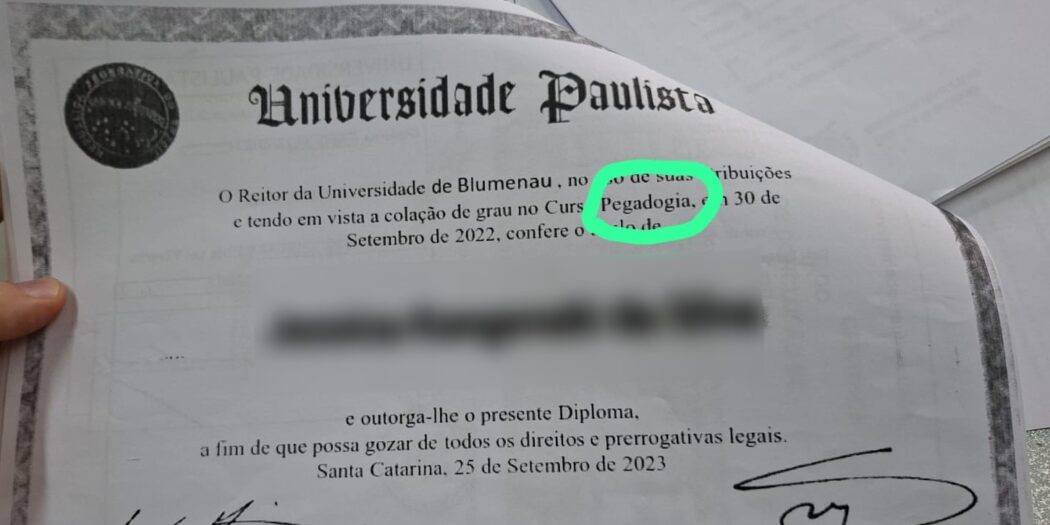 Universidade Paulista
O Reitor da Universidade de Blumenau , no de suas ribuições
e tendo em vista a colação de grau no Curs Pegadogia, 30 de
Setembro de 2022, confere o de
e outorga-lhe o presente Diploma,
a fim de que possa gozar de todos os direitos e prerrogativas legais.
Santa Catarina, 25 de Setembro de 2023